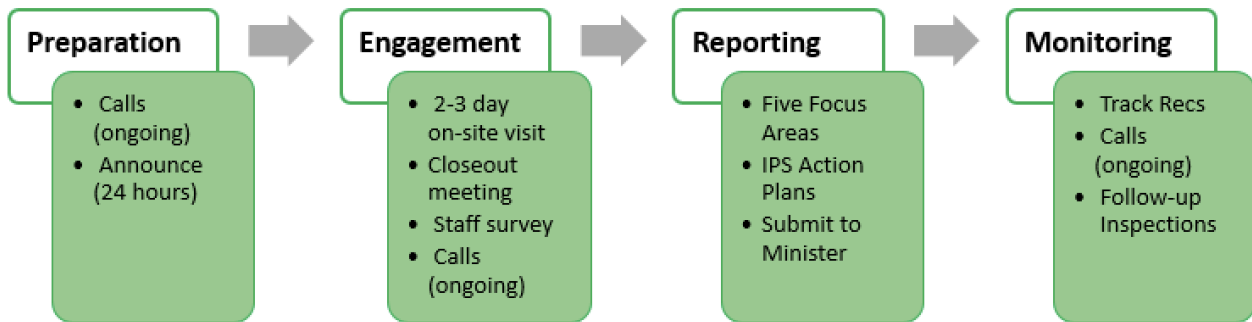 Preparation
• Calls
(ongoing)
• Announce
(24 hours)
Engagement
• 2-3 day
on-site visit
• Closeout
meeting
• Staff survey
• Calls
(ongoing)
Reporting
• Five Focus
Areas
• IPS Action
Plans
• Submit to
Minister
Monitoring
• Track Recs
• Calls
(ongoing)
• Follow-up
Inspections